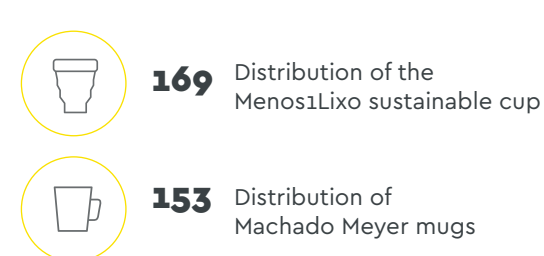 169
Distribution of the
Menos1Lixo sustainable cup
153
Distribution of
Machado Meyer mugs